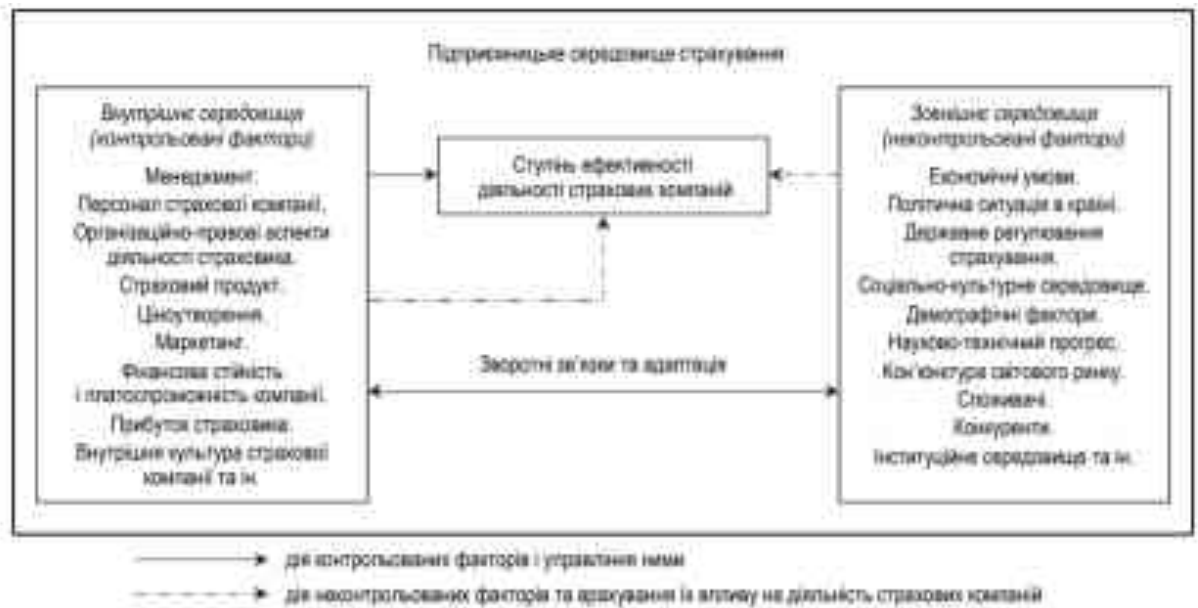 Підприємницьке середовище страхування
Внутрішнє середовище
(контрольовані фактори)
Менеджмент.
Персонал страхової компанії.
Організаційно-правові аспекти
діяльності страховика.
Страховий продукт.
Ціноутворення.
Маркетинг.
Фінансова стійкість
і платоспроможність компанії.
Прибуток страховика.
Внутрішня культура страхової
компанії та ін.
Ступінь ефективності
діяльності страхових компаній
Зворотні зв'язки та адаптація
Зовнішнє середовище
(неконтрольовані фактори)
Економічні умови.
Політична ситуація в країні.
Державне регулювання
страхування.
Соціально-культурне середовище.
Демографічні фактори.
Науково-технічний прогрес.
Кон'юнктура світового ринку.
Споживачі.
Конкуренти.
Інституційне середовище та ін.
дія контрольованих факторів і управління ними
дія неконтрольованих факторів та врахування їх впливу на діяльність страхових компаній